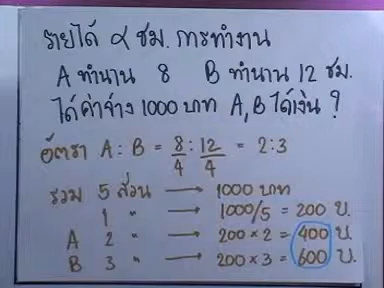 รายได้ ∝ ชม. การทำงาน
A ทำนาน 8 B ทำนาน 12 ชม.
ได้ค่าจ้าง 1000 บาท A, B ได้เงิน ?
อัตรา A : B = 8/4 : 12/4 = 2:3
รวม 5 ส่วน → 1000 บาท
1 " → 1000/5 = 200 บ.
A 2 " → 200 × 2 = 400 บ.
B 3 " → 200 × 3 = 600 บ.